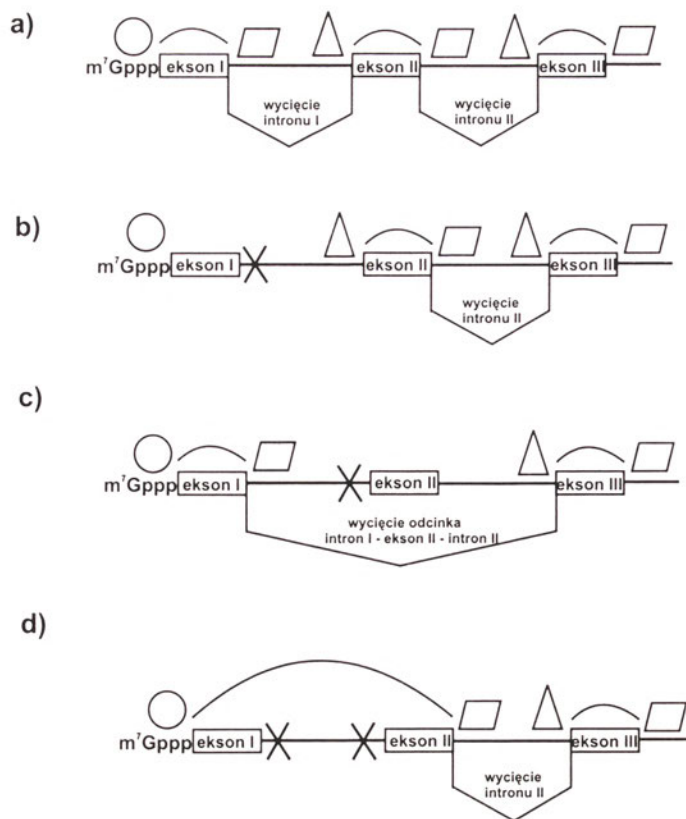 a)
m⁷Gppp ekson I ekson II ekson III
wycięcie wycięcie
intronu I intronu II
b)
m⁷Gppp ekson I ekson II ekson III
wycięcie
intronu II
c)
m⁷Gppp ekson I ekson II ekson III
wycięcie odcinka
intron I - ekson II - intron II
d)
m⁷Gppp ekson I ekson II ekson III
wycięcie
intronu II